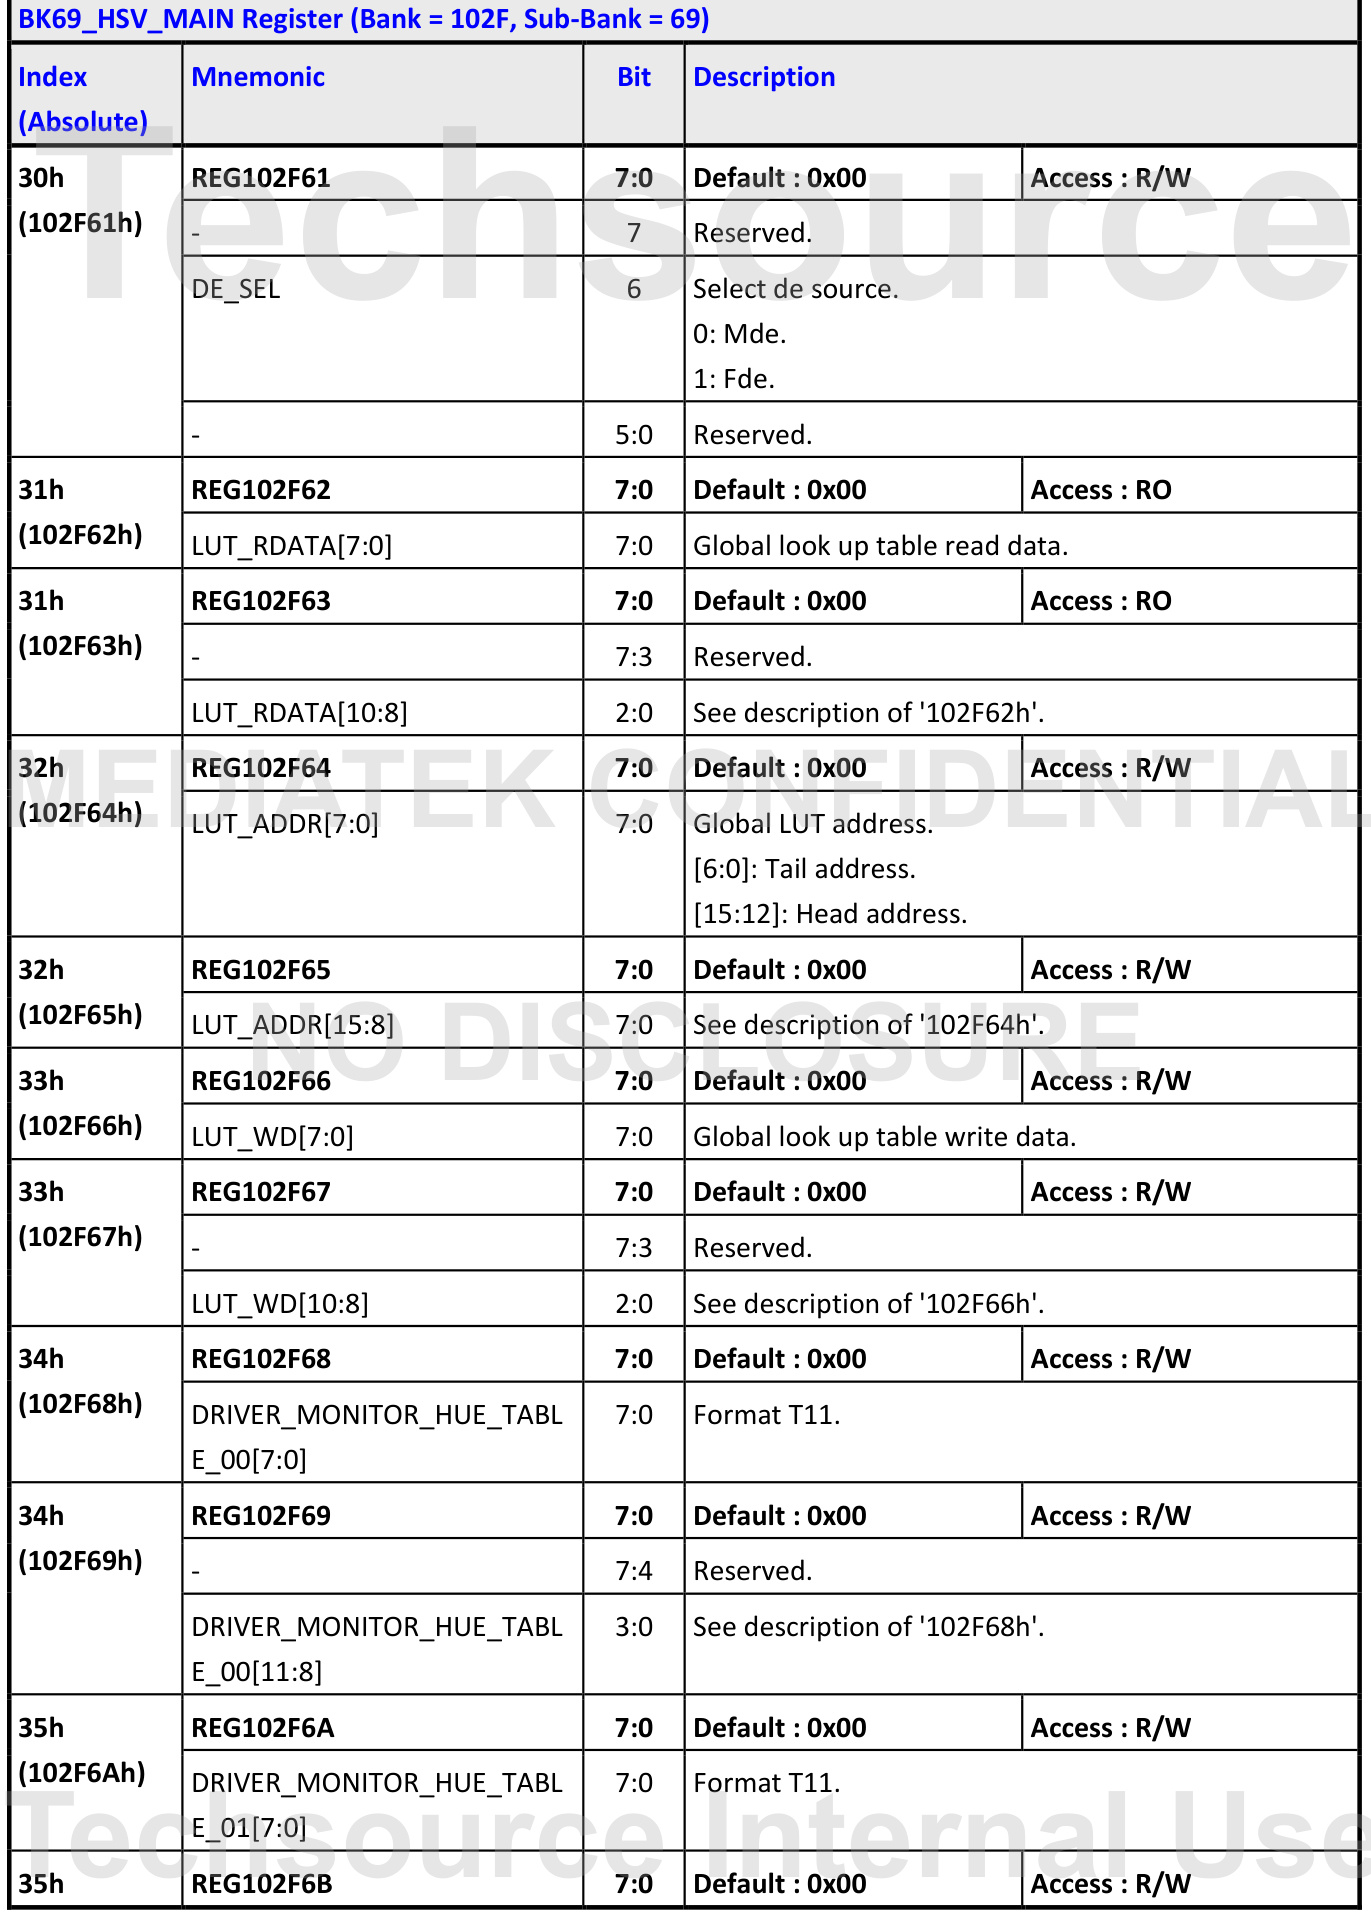 BK69_HSV_MAIN Register (Bank = 102F, Sub-Bank = 69)
Index (Absolute) Mnemonic Bit Description
30h (102F61h) REG102F61 7:0 Default : 0x00 Access : R/W
- 7 Reserved.
DE_SEL 6 Select de source.
0: Mde.
1: Fde.
- 5:0 Reserved.
31h (102F62h) REG102F62 7:0 Default : 0x00 Access : RO
LUT_RDATA[7:0] 7:0 Global look up table read data.
31h (102F63h) REG102F63 7:0 Default : 0x00 Access : RO
- 7:3 Reserved.
LUT_RDATA[10:8] 2:0 See description of '102F62h'.
32h (102F64h) REG102F64 7:0 Default : 0x00 Access : R/W
LUT_ADDR[7:0] 7:0 Global LUT address.
[6:0]: Tail address.
[15:12]: Head address.
32h (102F65h) REG102F65 7:0 Default : 0x00 Access : R/W
LUT_ADDR[15:8] 7:0 See description of '102F64h'.
33h (102F66h) REG102F66 7:0 Default : 0x00 Access : R/W
LUT_WD[7:0] 7:0 Global look up table write data.
33h (102F67h) REG102F67 7:0 Default : 0x00 Access : R/W
- 7:3 Reserved.
LUT_WD[10:8] 2:0 See description of '102F66h'.
34h (102F68h) REG102F68 7:0 Default : 0x00 Access : R/W
DRIVER_MONITOR_HUE_TABL 7:0 Format T11.
E_00[7:0]
34h (102F69h) REG102F69 7:0 Default : 0x00 Access : R/W
- 7:4 Reserved.
DRIVER_MONITOR_HUE_TABL 3:0 See description of '102F68h'.
E_00[11:8]
35h (102F6Ah) REG102F6A 7:0 Default : 0x00 Access : R/W
DRIVER_MONITOR_HUE_TABL 7:0 Format T11.
E_01[7:0]
35h REG102F6B 7:0 Default : 0x00 Access : R/W
Techsource
MEDIATEK CONFIDENTIAL
NO DISCLOSURE
Techsource Internal Use